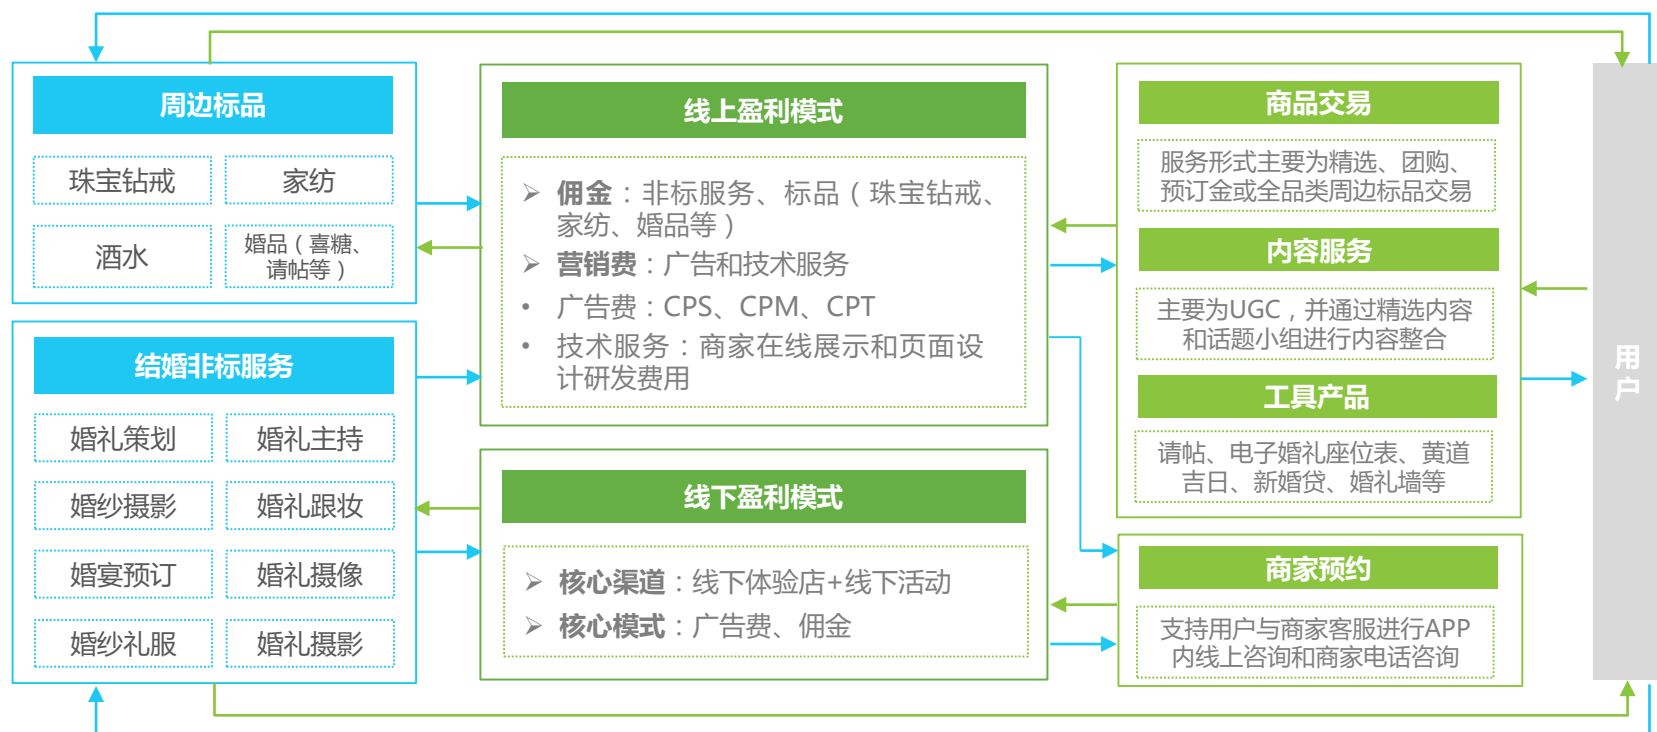 周边标品
珠宝钻戒
家纺
酒水
婚品（喜糖、
请帖等）
结婚非标服务
婚礼策划
婚礼主持
婚纱摄影
婚礼跟妆
婚宴预订
婚礼摄像
婚纱礼服
婚礼摄影
线上盈利模式
➢ 佣金：非标服务、标品（珠宝钻戒、
家纺、婚品等）
➢ 营销费：广告和技术服务
• 广告费：CPS、CPM、CPT
• 技术服务：商家在线展示和页面设
计研发费用
线下盈利模式
➢ 核心渠道：线下体验店+线下活动
➢ 核心模式：广告费、佣金
商品交易
服务形式主要为精选、团购、
预订金或全品类周边标品交易
内容服务
主要为UGC，并通过精选内容
和话题小组进行内容整合
工具产品
请帖、电子婚礼座位表、黄道
吉日、新婚贷、婚礼墙等
商家预约
支持用户与商家客服进行APP
内线上咨询和商家电话咨询
用
户